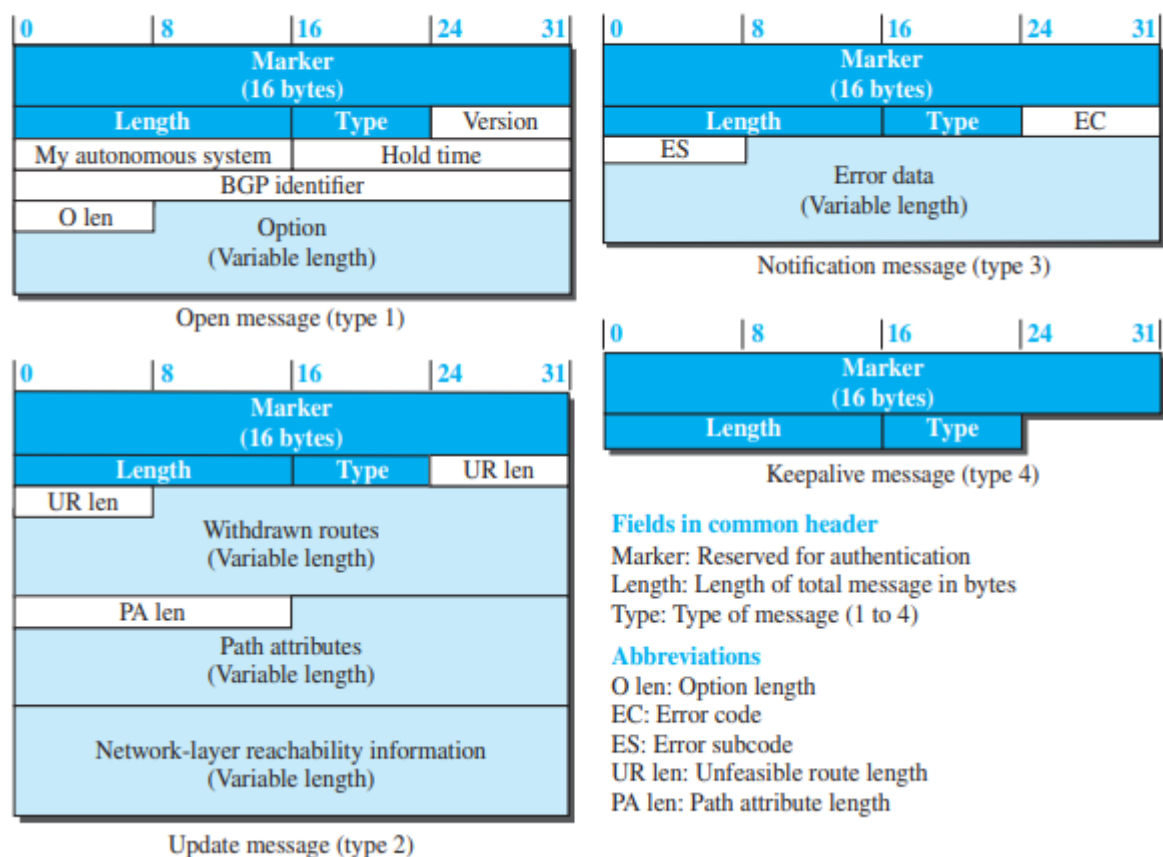 0 8 16 24 31
Marker
(16 bytes)
Length Type Version
My autonomous system Hold time
BGP identifier
O len
Option
(Variable length)
Open message (type 1)
0 8 16 24 31
Marker
(16 bytes)
Length Type UR len
UR len
Withdrawn routes
(Variable length)
PA len
Path attributes
(Variable length)
Network-layer reachability information
(Variable length)
Update message (type 2)
0 8 16 24 31
Marker
(16 bytes)
Length Type EC
ES
Error data
(Variable length)
Notification message (type 3)
0 8 16 24 31
Marker
(16 bytes)
Length Type
Keepalive message (type 4)
Fields in common header
Marker: Reserved for authentication
Length: Length of total message in bytes
Type: Type of message (1 to 4)
Abbreviations
O len: Option length
EC: Error code
ES: Error subcode
UR len: Unfeasible route length
PA len: Path attribute length